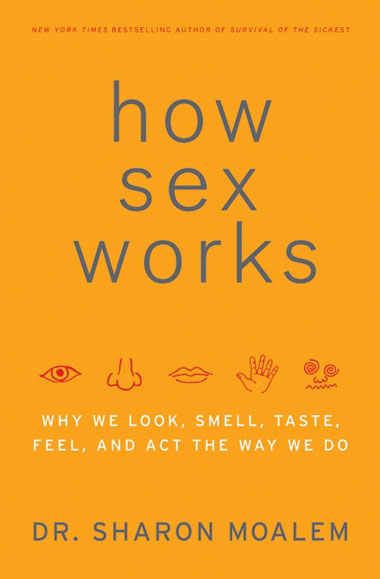 NEW YORK TIMES BESTSELLING AUTHOR OF SURVIVAL OF THE SICKEST
how
sex
works
WHY WE LOOK, SMELL, TASTE,
FEEL, AND ACT THE WAY WE DO
DR. SHARON MOALEM